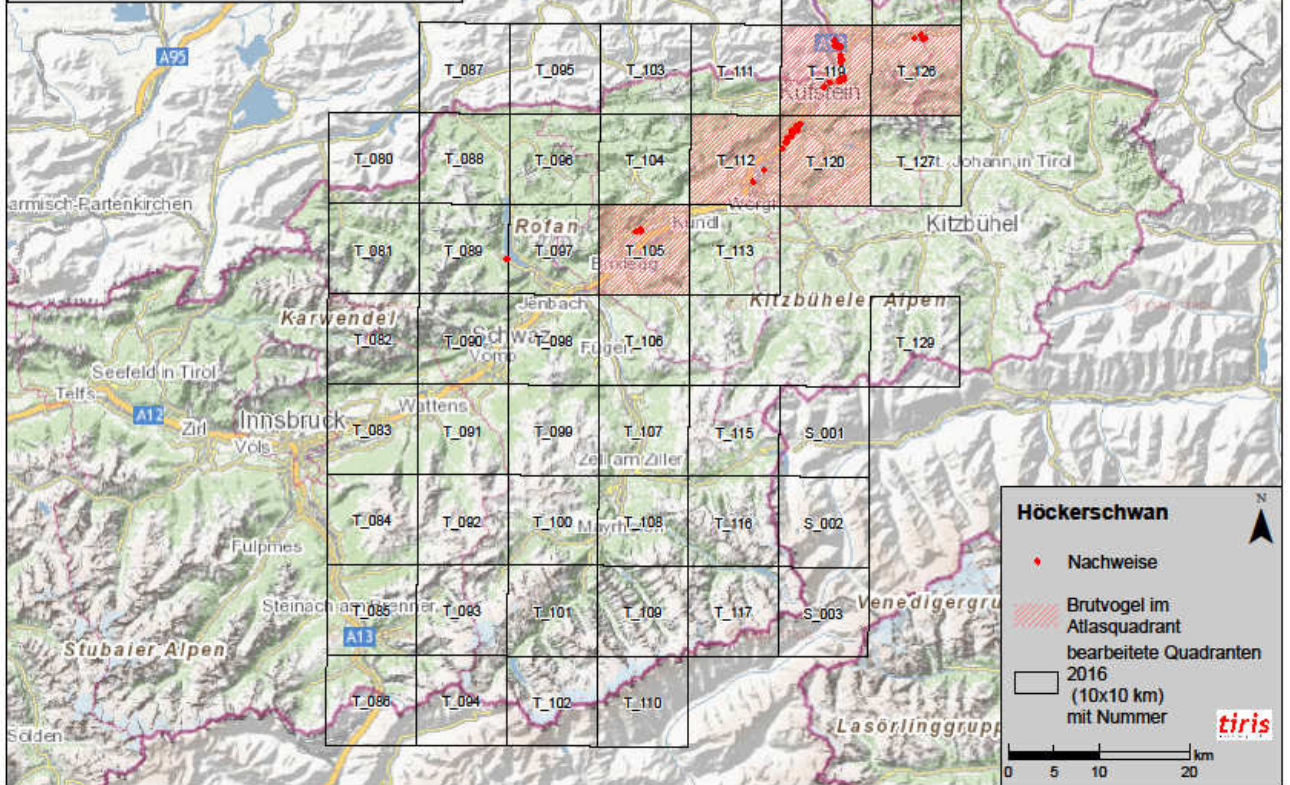 A95
T_087
T_095
T_103
T_111
T_119
T_126
Kufstein
T_080
T_088
T_096
T_104
T_112
T_120
T_127
St. Johann in Tirol
armisch-Partenkirchen
Wörgl
Kundl
Kitzbühel
Rofan
T_081
T_089
T_097
T_105
T_113
Jenbach
Kitzbüheler Alpen
Karwendel
Schwaz
T_082
T_090
T_098
T_106
T_129
Vomp
Fügen
Seefeld in Tirol
Telfs
A12
Innsbruck
Wattens
Zirl
Völs
T_083
T_091
T_099
T_107
T_115
S_001
Zell am Ziller
T_084
T_092
T_100
T_108
T_116
S_002
Mayrhofen
Fulpmes
Steinach am Brenner
T_085
T_093
T_101
T_109
T_117
S_003
Venedigergru
A13
Stubaier Alpen
T_086
T_094
T_102
T_110
Lasörlinggrupp
Sölden
N
Höckerschwan
Nachweise
Brutvogel im
Atlasquadrant
bearbeitete Quadranten
2016
(10x10 km)
mit Nummer
tiris
km
0 5 10 20